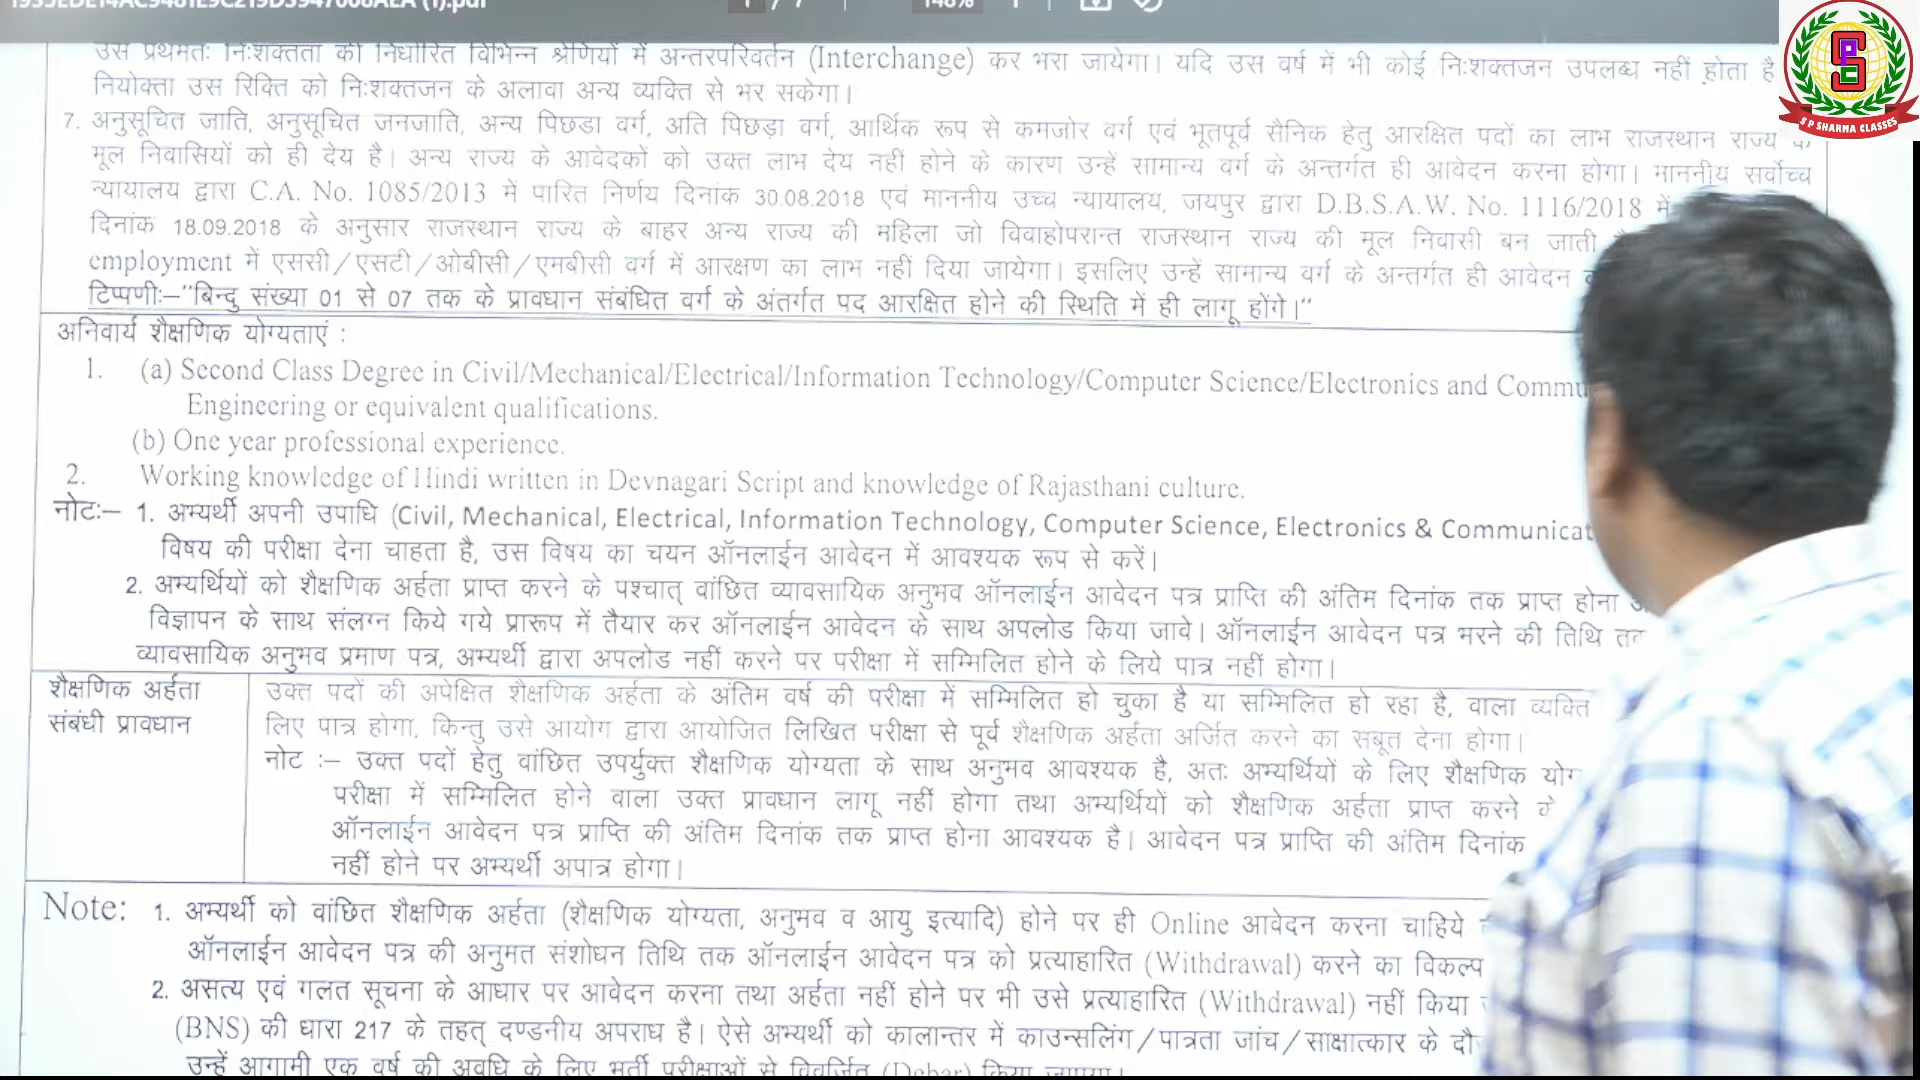 1933EDE14AC9481E9C219D3947008AEA (1).pdf
148%
उसे प्रथमतः निःशक्तता की निर्धारित विभिन्न श्रेणियों में अन्तरपरिवर्तन (Interchange) कर भरा जायेगा। यदि उस वर्ष में भी कोई निःशक्तजन उपलब्ध नहीं होता है
नियोक्ता उस रिक्ति को निःशक्तजन के अलावा अन्य व्यक्ति से भर सकेगा।
7. अनुसूचित जाति, अनुसूचित जनजाति, अन्य पिछड़ा वर्ग, अति पिछड़ा वर्ग, आर्थिक रूप से कमजोर वर्ग एवं भूतपूर्व सैनिक हेतु आरक्षित पदों का लाभ राजस्थान राज्य
मूल निवासियों को ही देय है। अन्य राज्य के आवेदकों को उक्त लाभ देय नहीं होने के कारण उन्हें सामान्य वर्ग के अन्तर्गत ही आवेदन करना होगा। माननीय सर्वोच्च
न्यायालय द्वारा C.A. No. 1085/2013 में पारित निर्णय दिनांक 30.08.2018 एवं माननीय उच्च न्यायालय, जयपुर द्वारा D.B.S.A.W. No. 1116/2018 में
दिनांक 18.09.2018 के अनुसार राजस्थान राज्य के बाहर अन्य राज्य की महिला जो विवाहोपरान्त राजस्थान राज्य की मूल निवासी बन जाती
employment में एससी/एसटी/ओबीसी/एमबीसी वर्ग में आरक्षण का लाभ नहीं दिया जायेगा। इसलिए उन्हें सामान्य वर्ग के अन्तर्गत ही आवेदन
टिप्पणीः–"बिन्दु संख्या 01 से 07 तक के प्रावधान संबंधित वर्ग के अंतर्गत पद आरक्षित होने की स्थिति में ही लागू होंगे।"
अनिवार्य शैक्षणिक योग्यताएं :
1. (a) Second Class Degree in Civil/Mechanical/Electrical/Information Technology/Computer Science/Electronics and Commu
Engineering or equivalent qualifications.
(b) One year professional experience.
2. Working knowledge of Hindi written in Devnagari Script and knowledge of Rajasthani culture.
नोटः– 1. अभ्यर्थी अपनी उपाधि (Civil, Mechanical, Electrical, Information Technology, Computer Science, Electronics & Communicat
विषय की परीक्षा देना चाहता है, उस विषय का चयन ऑनलाईन आवेदन में आवश्यक रूप से करें।
2. अभ्यर्थियों को शैक्षणिक अर्हता प्राप्त करने के पश्चात् वांछित व्यावसायिक अनुभव ऑनलाईन आवेदन पत्र प्राप्ति की अंतिम दिनांक तक प्राप्त होना
विज्ञापन के साथ संलग्न किये गये प्रारूप में तैयार कर ऑनलाईन आवेदन के साथ अपलोड किया जावे। ऑनलाईन आवेदन पत्र भरने की तिथि
व्यावसायिक अनुभव प्रमाण पत्र, अभ्यर्थी द्वारा अपलोड नहीं करने पर परीक्षा में सम्मिलित होने के लिये पात्र नहीं होगा।
शैक्षणिक अर्हता
संबंधी प्रावधान
उक्त पदों की अपेक्षित शैक्षणिक अर्हता के अंतिम वर्ष की परीक्षा में सम्मिलित हो चुका है या सम्मिलित हो रहा है, वाला व्यक्ति
लिए पात्र होगा, किन्तु उसे आयोग द्वारा आयोजित लिखित परीक्षा से पूर्व शैक्षणिक अर्हता अर्जित करने का सबूत देना होगा।
नोट :– उक्त पदों हेतु वांछित उपर्युक्त शैक्षणिक योग्यता के साथ अनुभव आवश्यक है, अतः अभ्यर्थियों के लिए शैक्षणिक योग
परीक्षा में सम्मिलित होने वाला उक्त प्रावधान लागू नहीं होगा तथा अभ्यर्थियों को शैक्षणिक अर्हता प्राप्त करने
ऑनलाईन आवेदन पत्र प्राप्ति की अंतिम दिनांक तक प्राप्त होना आवश्यक है। आवेदन पत्र प्राप्ति की अंतिम दिनांक
नहीं होने पर अभ्यर्थी अपात्र होगा।
Note: 1. अभ्यर्थी को वांछित शैक्षणिक अर्हता (शैक्षणिक योग्यता, अनुभव व आयु इत्यादि) होने पर ही Online आवेदन करना चाहिये
ऑनलाईन आवेदन पत्र की अनुमत संशोधन तिथि तक ऑनलाईन आवेदन पत्र को प्रत्याहारित (Withdrawal) करने का विकल्प
2. असत्य एवं गलत सूचना के आधार पर आवेदन करना तथा अर्हता नहीं होने पर भी उसे प्रत्याहारित (Withdrawal) नहीं किया
(BNS) की धारा 217 के तहत् दण्डनीय अपराध है। ऐसे अभ्यर्थी को कालान्तर में काउन्सलिंग/पात्रता जांच/साक्षात्कार के दौ
उन्हें आगामी एक वर्ष की अवधि के लिए भर्ती परीक्षाओं से विवर्जित (Debar) किया जाएगा।
S P SHARMA CLASSES